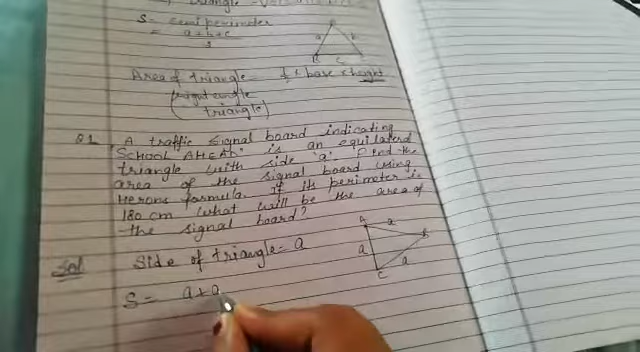 S- semi perimeter
= a+b+c
2
a b
B C
Area of triangle = 1/2 × base × height
(right angle
triangle)
Q1 A traffic signal board indicating
"SCHOOL AHEAD" is an equilateral
triangle with side 'a'. Find the
area of the signal board using
Herons formula. If its perimeter is
180 cm what will be the area of
the signal board?
Sol Side of triangle = a
A a B
a a
C
S = a+a